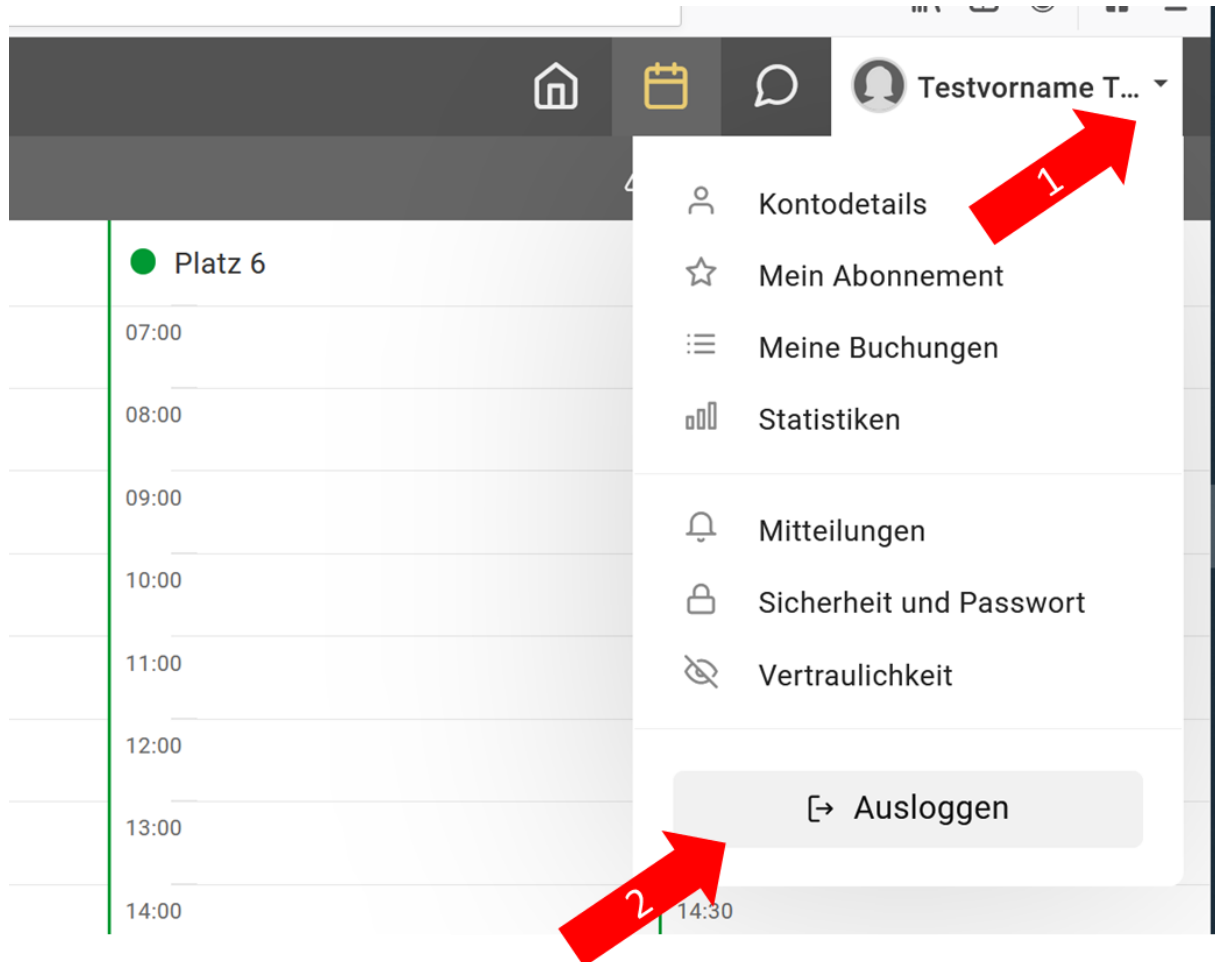 Testvorname T...
1
Kontodetails
Mein Abonnement
Meine Buchungen
Statistiken
Mitteilungen
Sicherheit und Passwort
Vertraulichkeit
Ausloggen
2
Platz 6
07:00
08:00
09:00
10:00
11:00
12:00
13:00
14:00
14:30